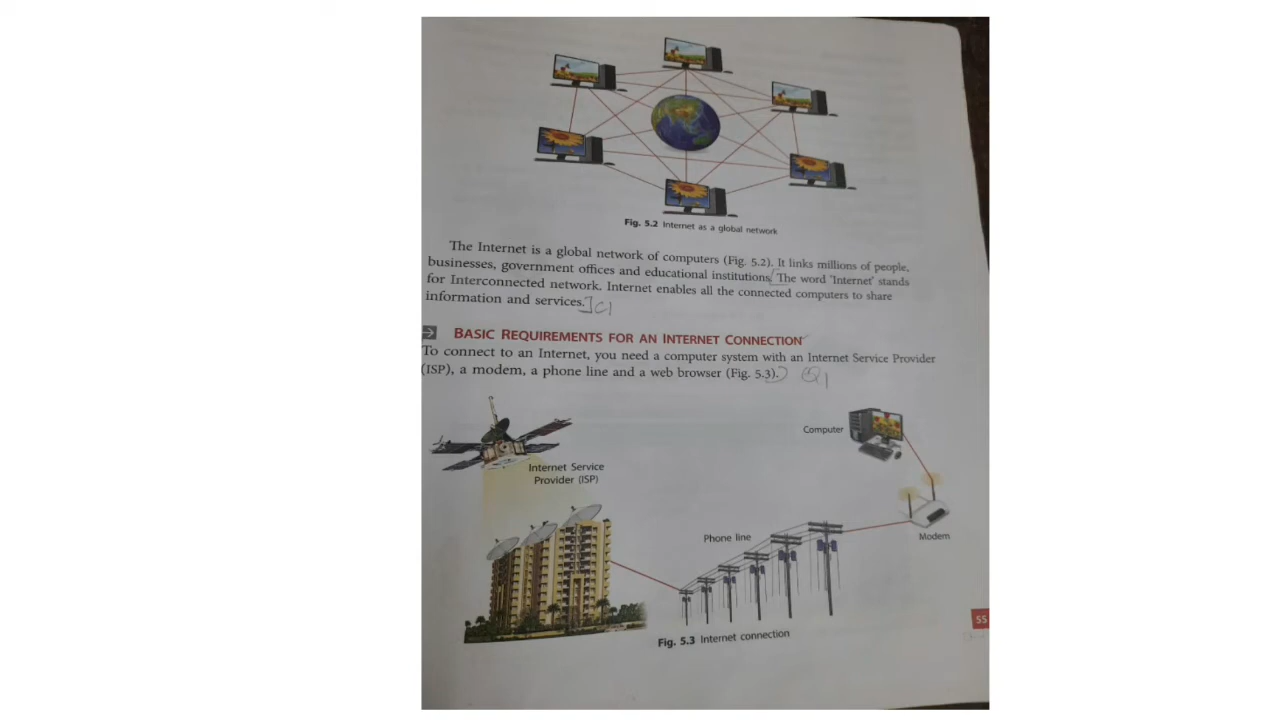 Fig. 5.2 Internet as a global network
The Internet is a global network of computers (Fig. 5.2). It links millions of people,
businesses, government offices and educational institutions. The word 'Internet' stands
for Interconnected network. Internet enables all the connected computers to share
information and services.
BASIC REQUIREMENTS FOR AN INTERNET CONNECTION
To connect to an Internet, you need a computer system with an Internet Service Provider
(ISP), a modem, a phone line and a web browser (Fig. 5.3).
Computer
Internet Service
Provider (ISP)
Phone line
Modem
Fig. 5.3 Internet connection
55